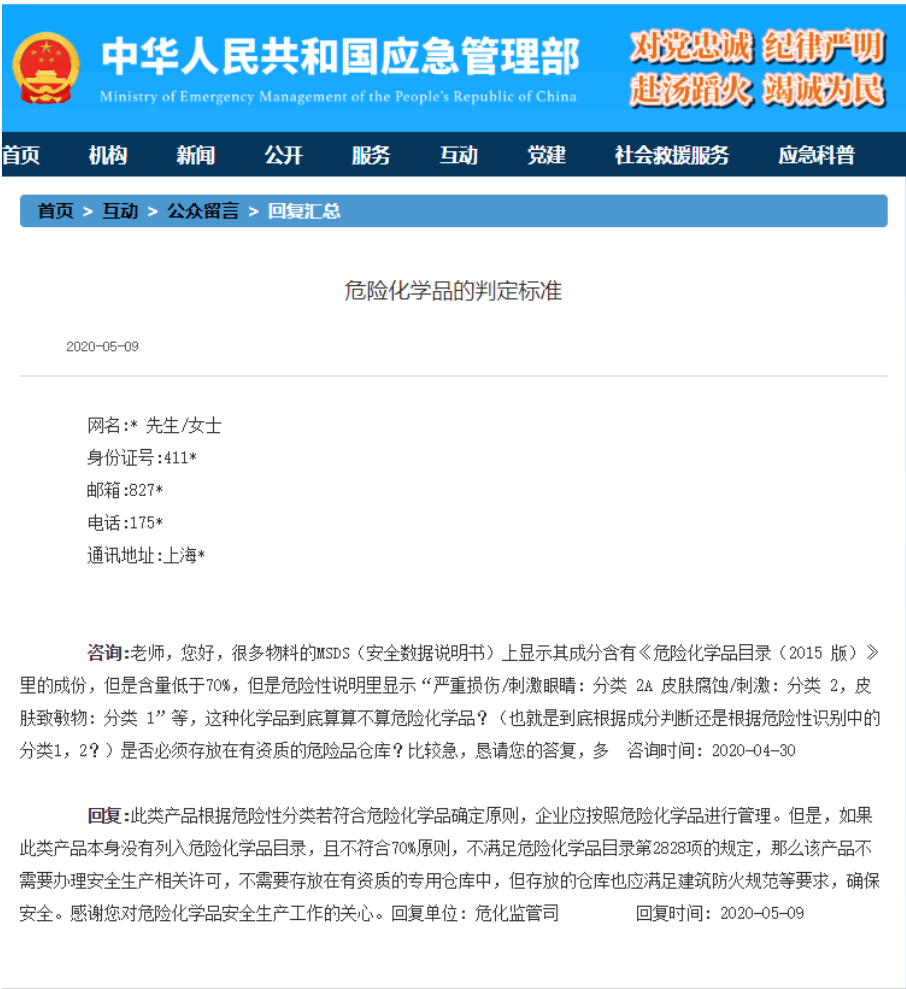 中华人民共和国应急管理部
Ministry of Emergency Management of the People's Republic of China
对党忠诚 纪律严明
赴汤蹈火 竭诚为民
首页 机构 新闻 公开 服务 互动 党建 社会救援服务 应急科普
首页 > 互动 > 公众留言 > 回复汇总
危险化学品的判定标准
2020-05-09
网名:* 先生/女士
身份证号:411*
邮箱:827*
电话:175*
通讯地址:上海*
咨询:老师，您好，很多物料的MSDS（安全数据说明书）上显示其成分含有《危险化学品目录（2015 版）》
里的成份，但是含量低于70%，但是危险性说明里显示“严重损伤/刺激眼睛：分类 2A 皮肤腐蚀/刺激：分类 2，皮
肤致敏物：分类 1”等，这种化学品到底算算不算危险化学品？（也就是到底根据成分判断还是根据危险性识别中的
分类1，2？）是否必须存放在有资质的危险品仓库？比较急，恳请您的答复，多 咨询时间：2020-04-30
回复:此类产品根据危险性分类若符合危险化学品确定原则，企业应按照危险化学品进行管理。但是，如果
此类产品本身没有列入危险化学品目录，且不符合70%原则，不满足危险化学品目录第2828项的规定，那么该产品不
需要办理安全生产相关许可，不需要存放在有资质的专用仓库中，但存放的仓库也应满足建筑防火规范等要求，确保
安全。感谢您对危险化学品安全生产工作的关心。回复单位：危化监管司 回复时间：2020-05-09